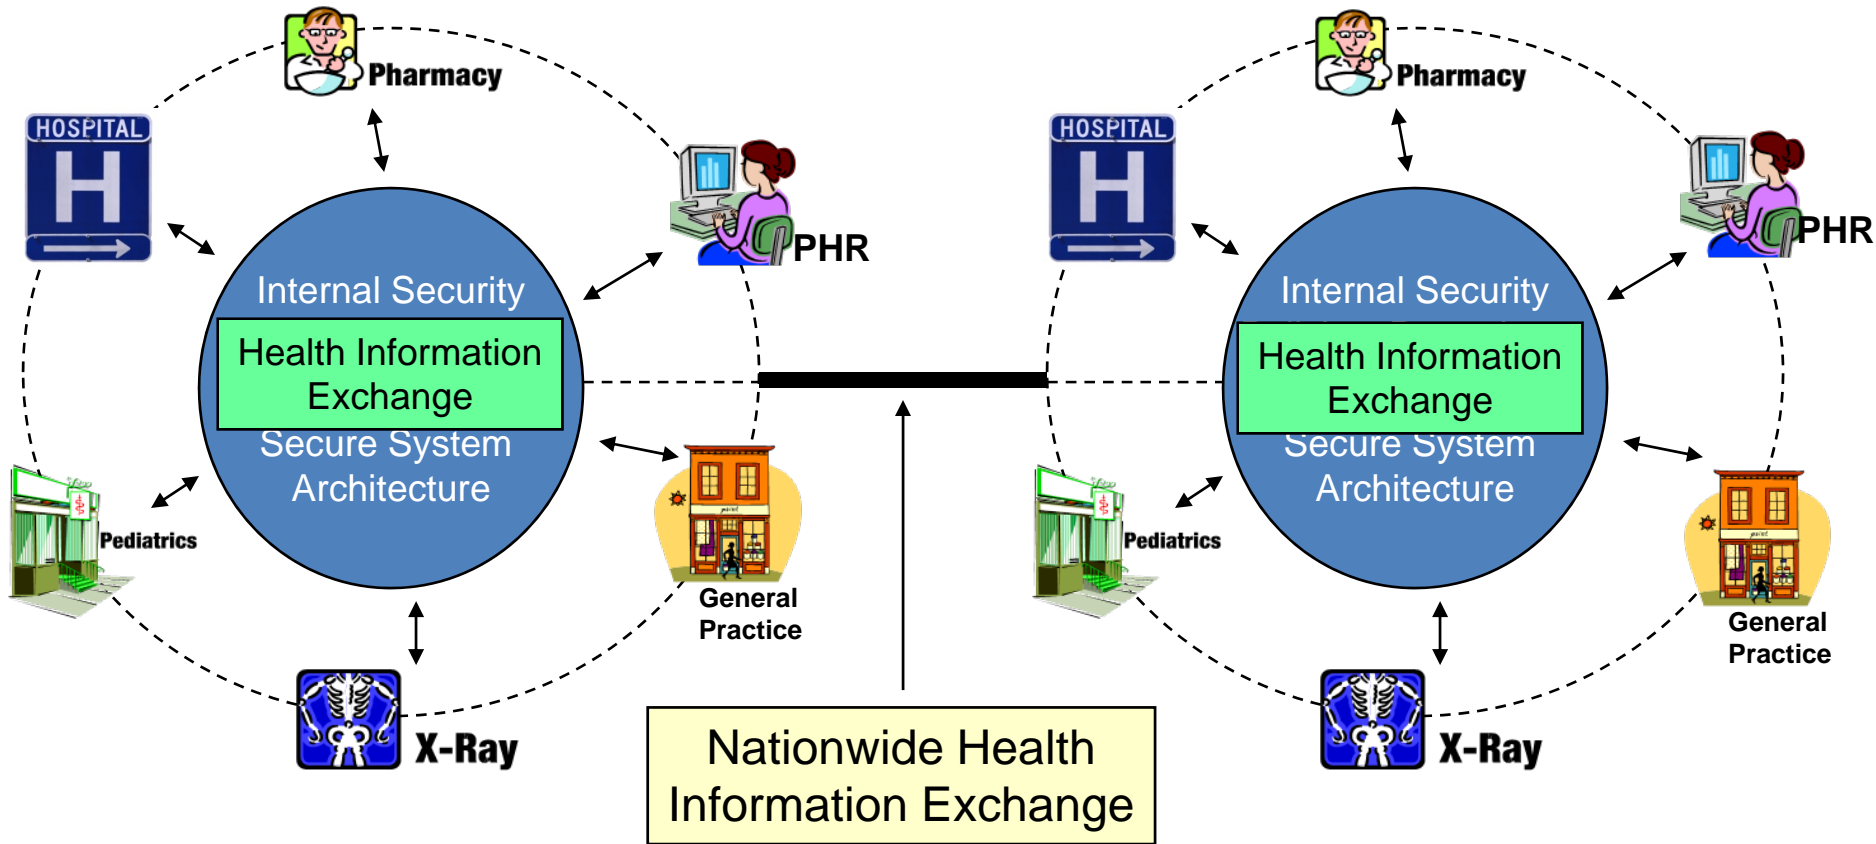 Pharmacy
HOSPITAL
H
PHR
Internal Security
Health Information
Exchange
Secure System
Architecture
Pediatrics
General
Practice
X-Ray
Pharmacy
HOSPITAL
H
PHR
Internal Security
Health Information
Exchange
Secure System
Architecture
Pediatrics
General
Practice
X-Ray
Nationwide Health
Information Exchange